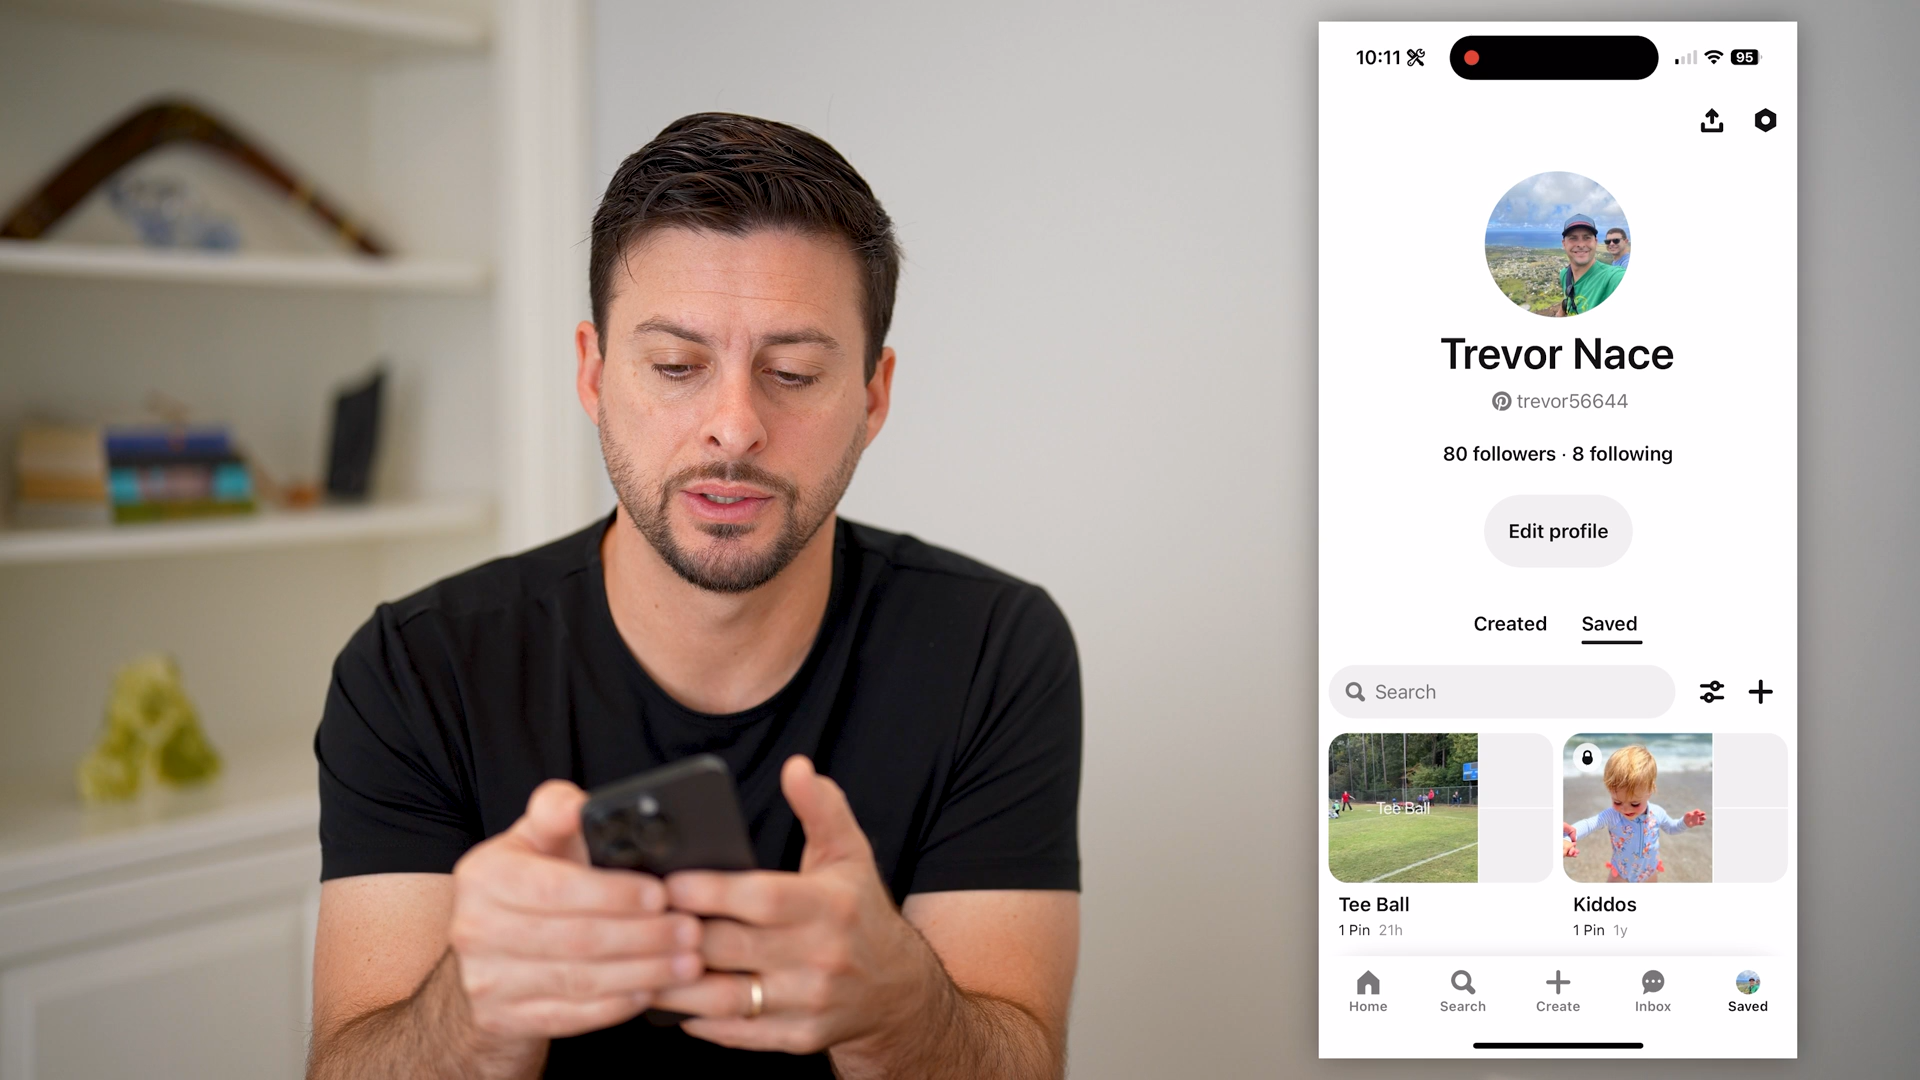 10:11
95
Trevor Nace
trevor56644
80 followers · 8 following
Edit profile
Created Saved
Search
Tee Ball
Tee Ball Kiddos
1 Pin 21h 1 Pin 1y
Home Search Create Inbox Saved